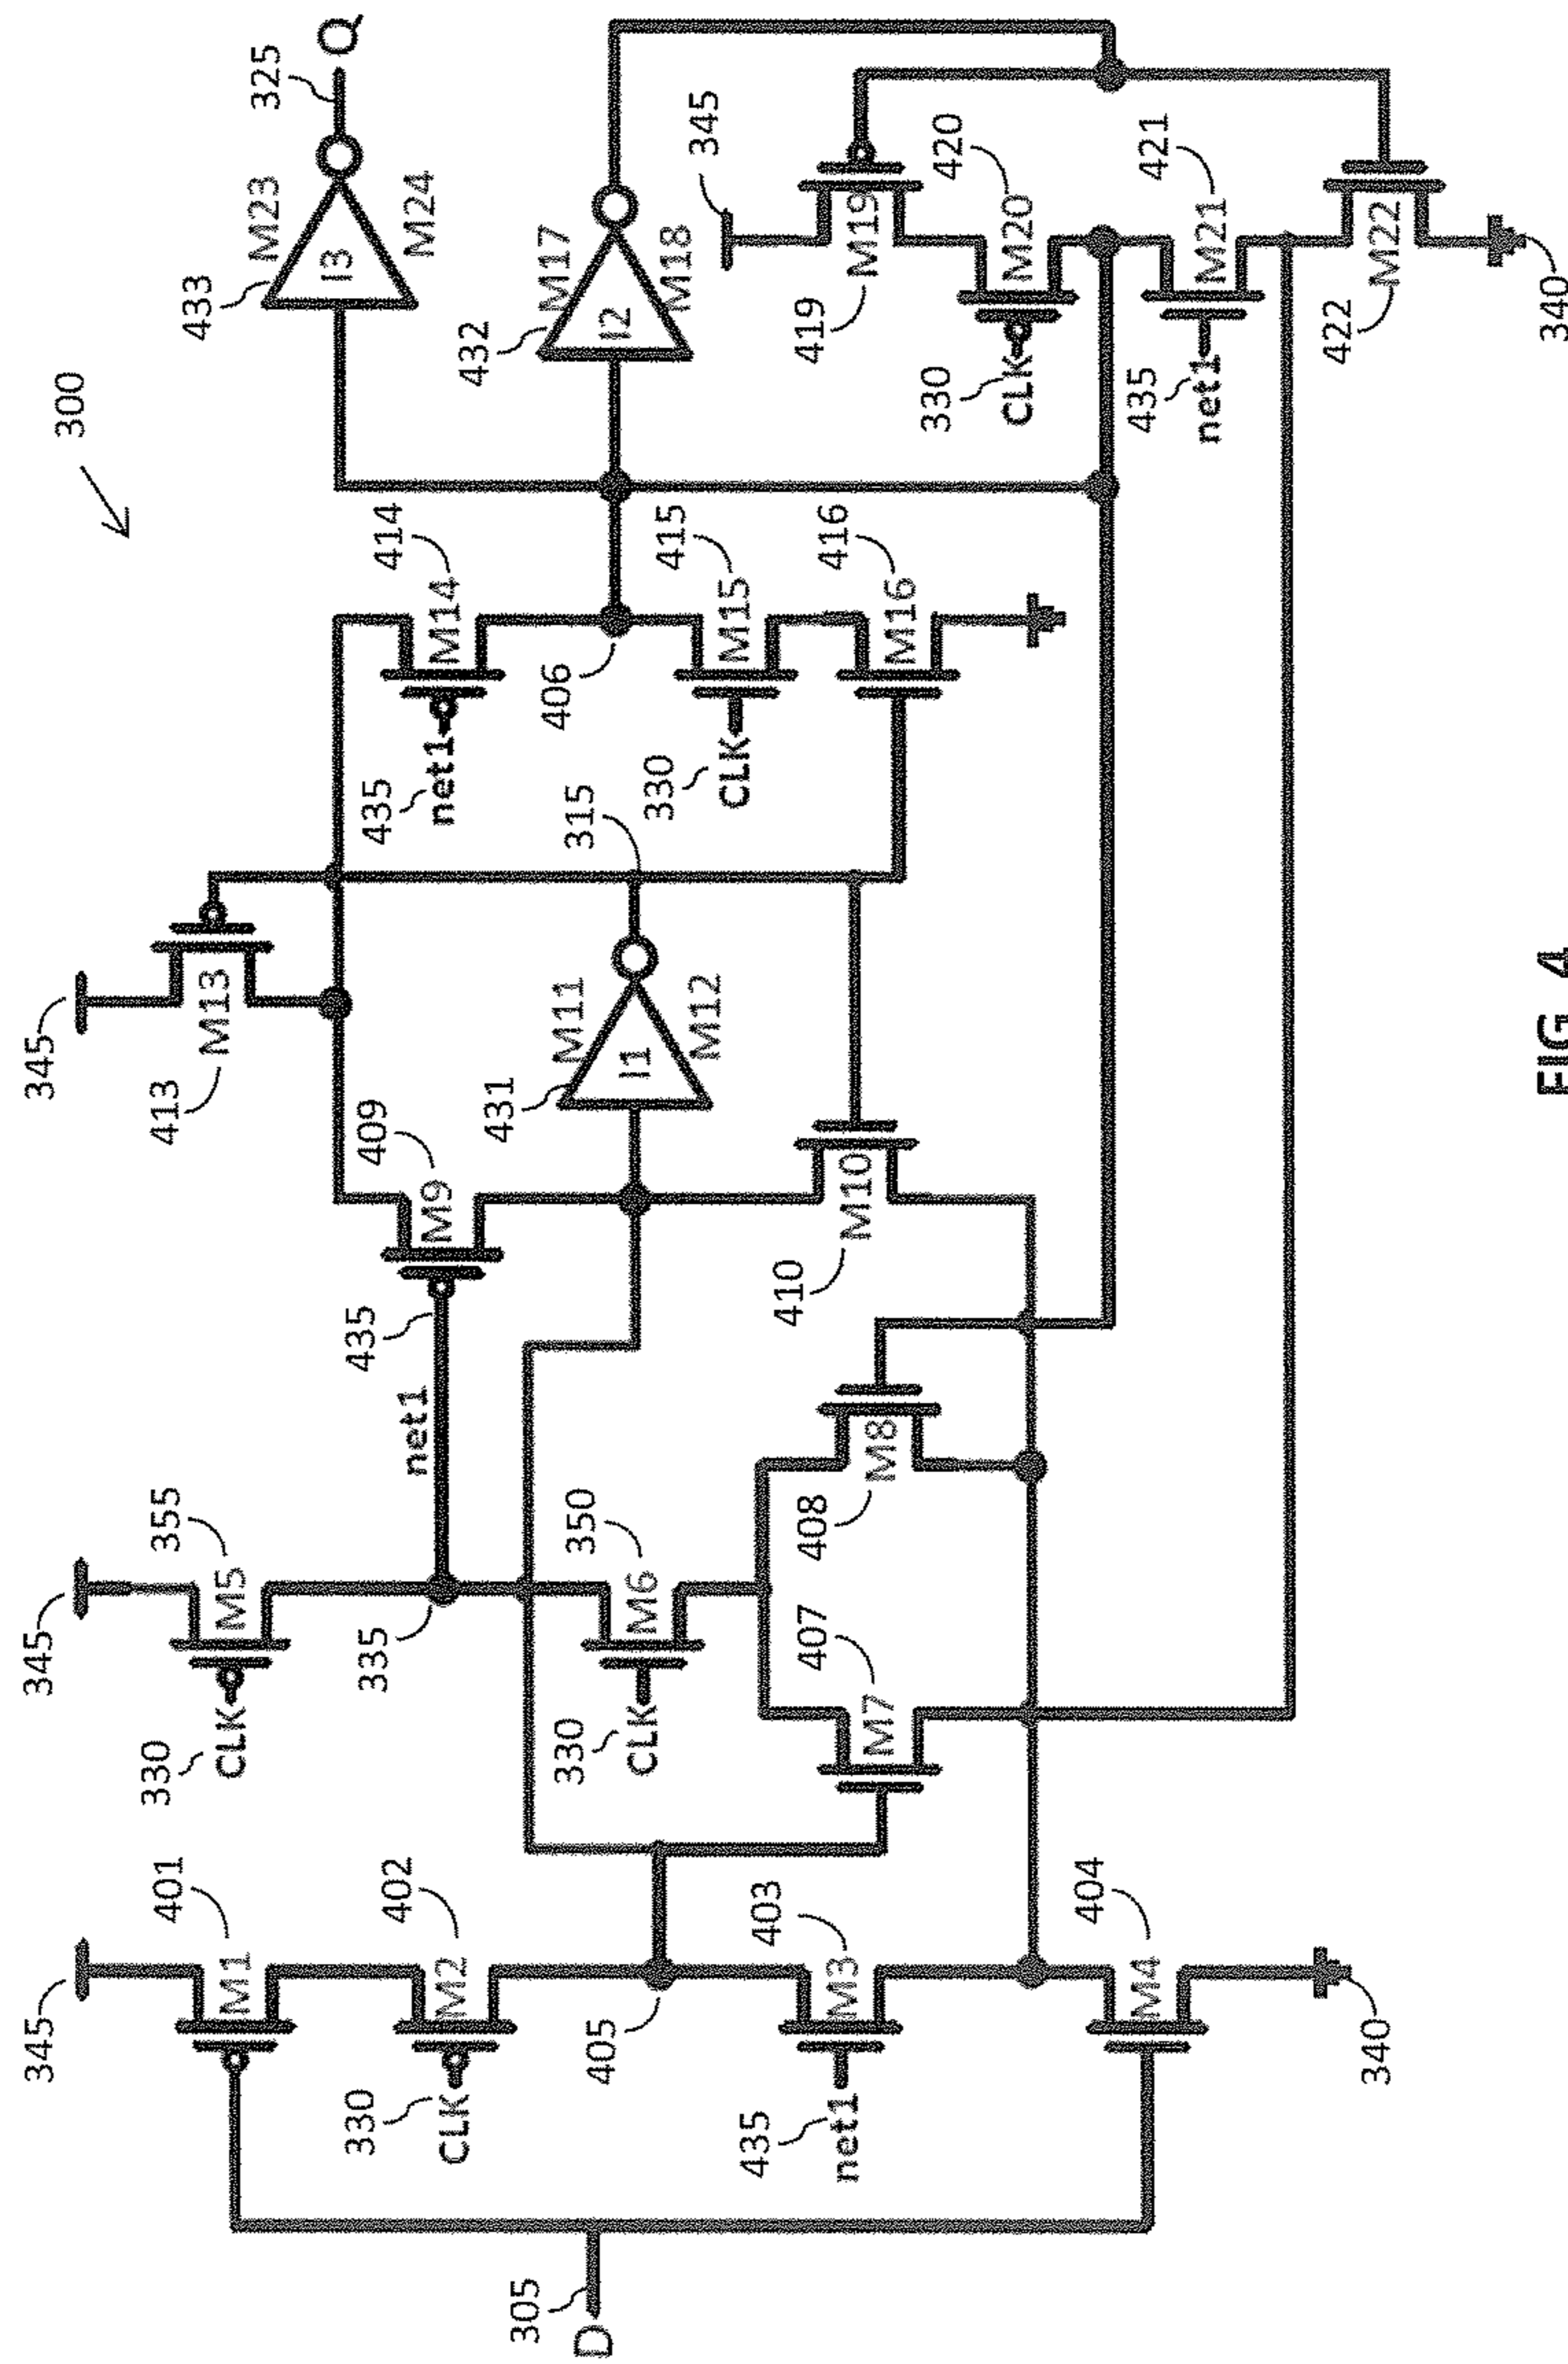 300
345
401
M1
402
M2
330
CLK
405
403
M3
435
net1
404
M4
340
305
D
345
355
M5
330
CLK
335
350
M6
330
CLK
407
M7
408
M8
net1
435
409
M9
410
M10
345
413
M13
431
M11
I1
M12
315
414
M14
435
net1
406
415
M15
330
CLK
416
M16
433
M23
I3
M24
325
Q
432
M17
I2
M18
345
419
M19
420
M20
330
CLK
421
M21
435
net1
422
M22
340
FIG. 4